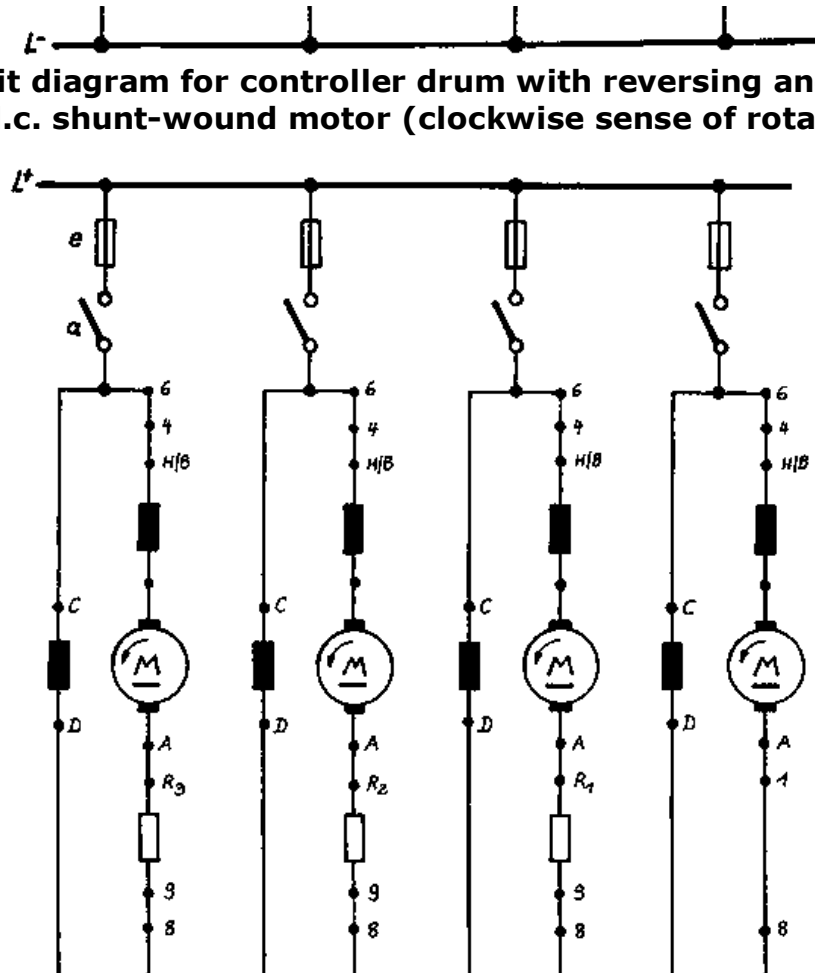 L-
it diagram for controller drum with reversing an
.c. shunt-wound motor (clockwise sense of rota
L+
e
a
6 6 6 6
4 4 4 4
H/B H/B H/B H/B
C C C C
M M M M
D D D D
A A A A
R3 R2 R1 1
9 9 9
8 8 8 8